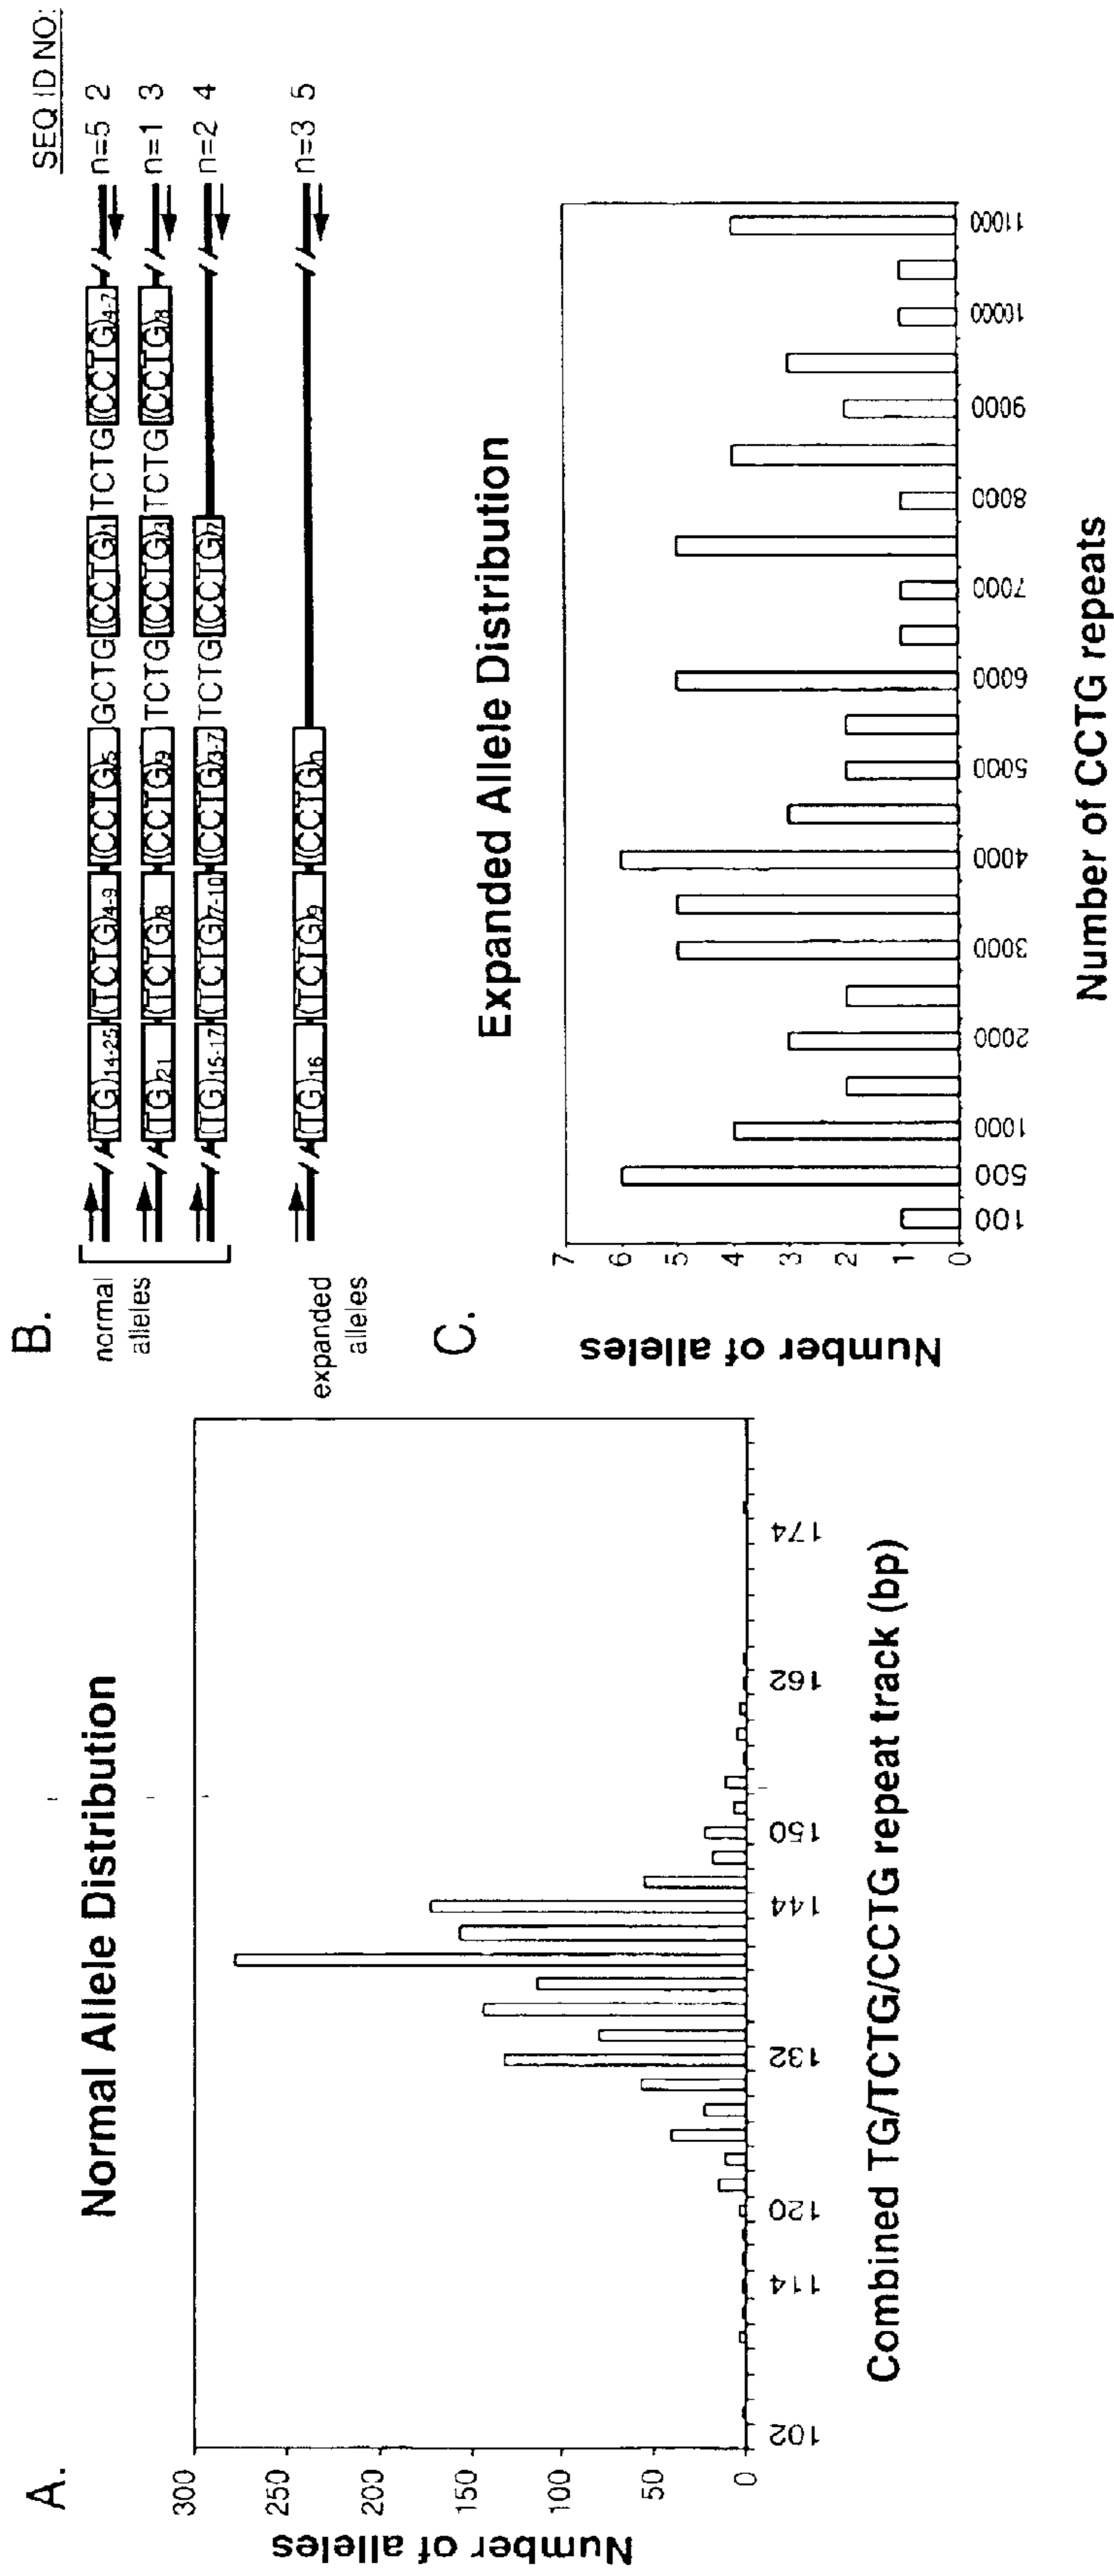 A.
Normal Allele Distribution
Number of alleles
300
250
200
150
100
50
0
102
114
120
132
144
150
162
174
Combined TG/TCTG/CCTG repeat track (bp)
B.
SEQ ID NO:
normal
alleles
(TG)14-25 (TCTG)4-9 (CCTG)5 GCTG (CCTG)1 TCTG (CCTG)4-7 n=5 2
(TG)21 (TCTG)8 (CCTG)9 TCTG (CCTG)3 TCTG (CCTG)8 n=1 3
(TG)15-17 (TCTG)7-10 (CCTG)3-7 TCTG (CCTG)7 n=2 4
expanded
alleles
(TG)16 (TCTG)9 (CCTG)n n=3 5
C.
Expanded Allele Distribution
Number of alleles
7
6
5
4
3
2
1
0
100
500
1000
2000
3000
4000
5000
6000
7000
8000
9000
10000
11000
Number of CCTG repeats